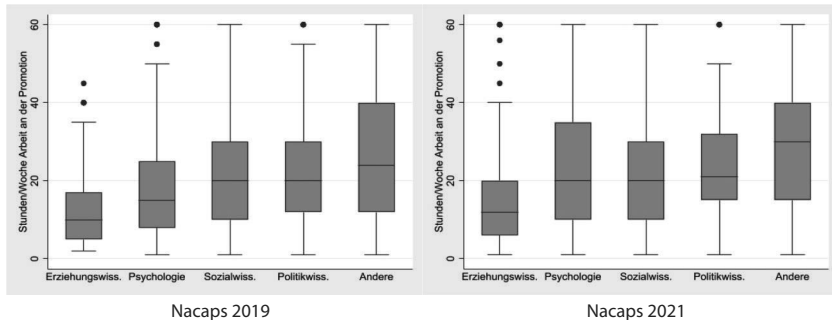 Stunden/Woche Arbeit an der Promotion
60
40
20
0
Erziehungswiss. Psychologie Sozialwiss. Politikwiss. Andere
Nacaps 2019
Stunden/Woche Arbeit an der Promotion
60
40
20
0
Erziehungswiss. Psychologie Sozialwiss. Politikwiss. Andere
Nacaps 2021